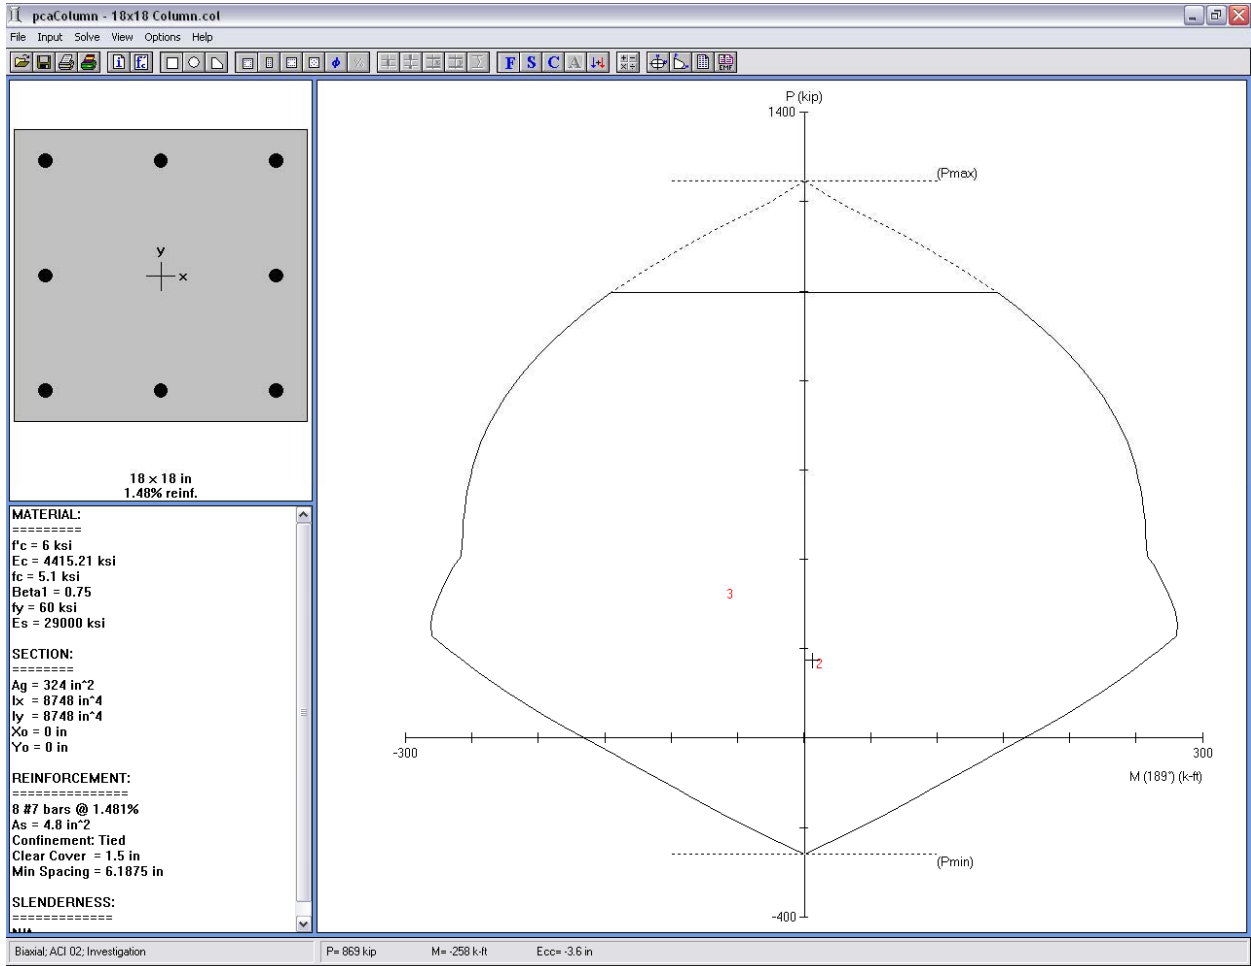 pcaColumn - 18x18 Column.col
File Input Solve View Options Help
F S C A
y
x
18 x 18 in
1.48% reinf.
MATERIAL:
=========
f'c = 6 ksi
Ec = 4415.21 ksi
fc = 5.1 ksi
Beta1 = 0.75
fy = 60 ksi
Es = 29000 ksi
SECTION:
========
Ag = 324 in^2
Ix = 8748 in^4
Iy = 8748 in^4
Xo = 0 in
Yo = 0 in
REINFORCEMENT:
===============
8 #7 bars @ 1.481%
As = 4.8 in^2
Confinement: Tied
Clear Cover = 1.5 in
Min Spacing = 6.1875 in
SLENDERNESS:
=============
P (kip)
1400
(Pmax)
3
2
-300
300
M (189°) (k-ft)
(Pmin)
-400
Biaxial; ACI 02; Investigation
P= 869 kip M= -258 k-ft Ecc= -3.6 in